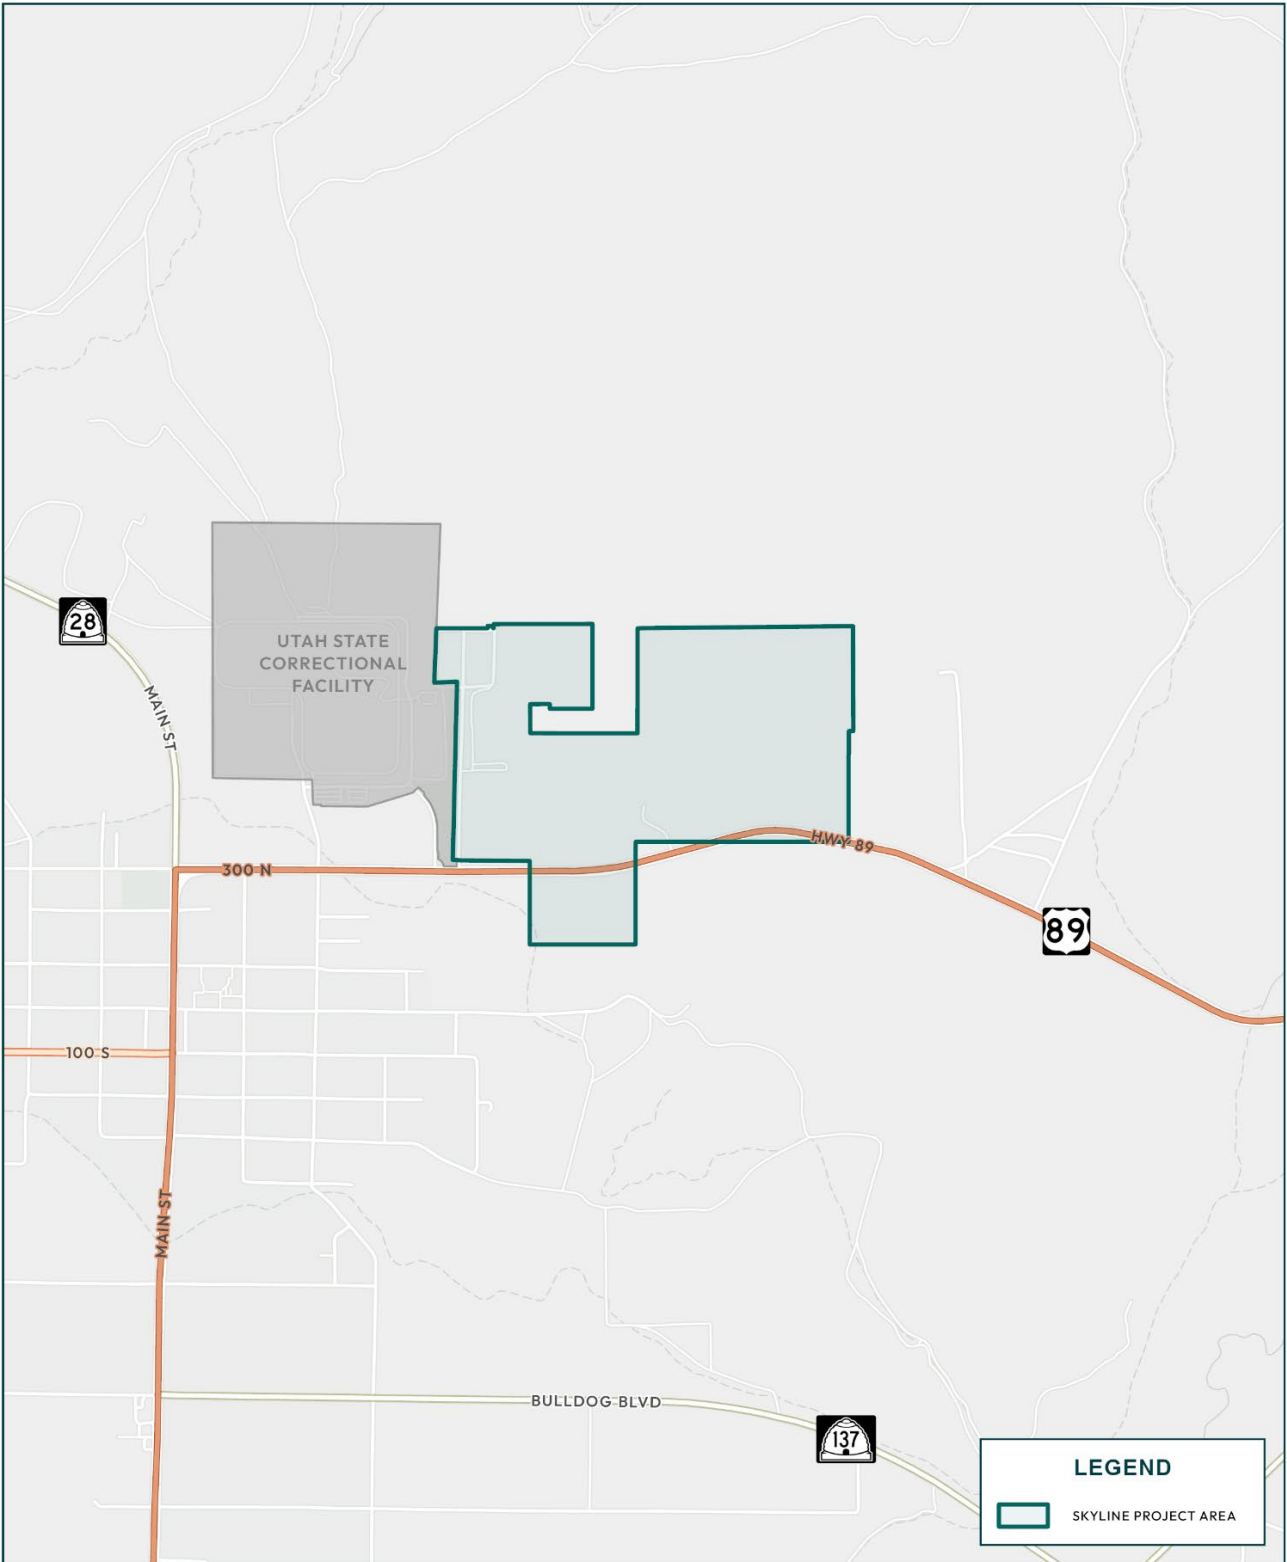 28
UTAH STATE
CORRECTIONAL
FACILITY
MAIN ST
HWY 89
300 N
89
100 S
MAIN ST
BULLDOG BLVD
137
LEGEND
SKYLINE PROJECT AREA